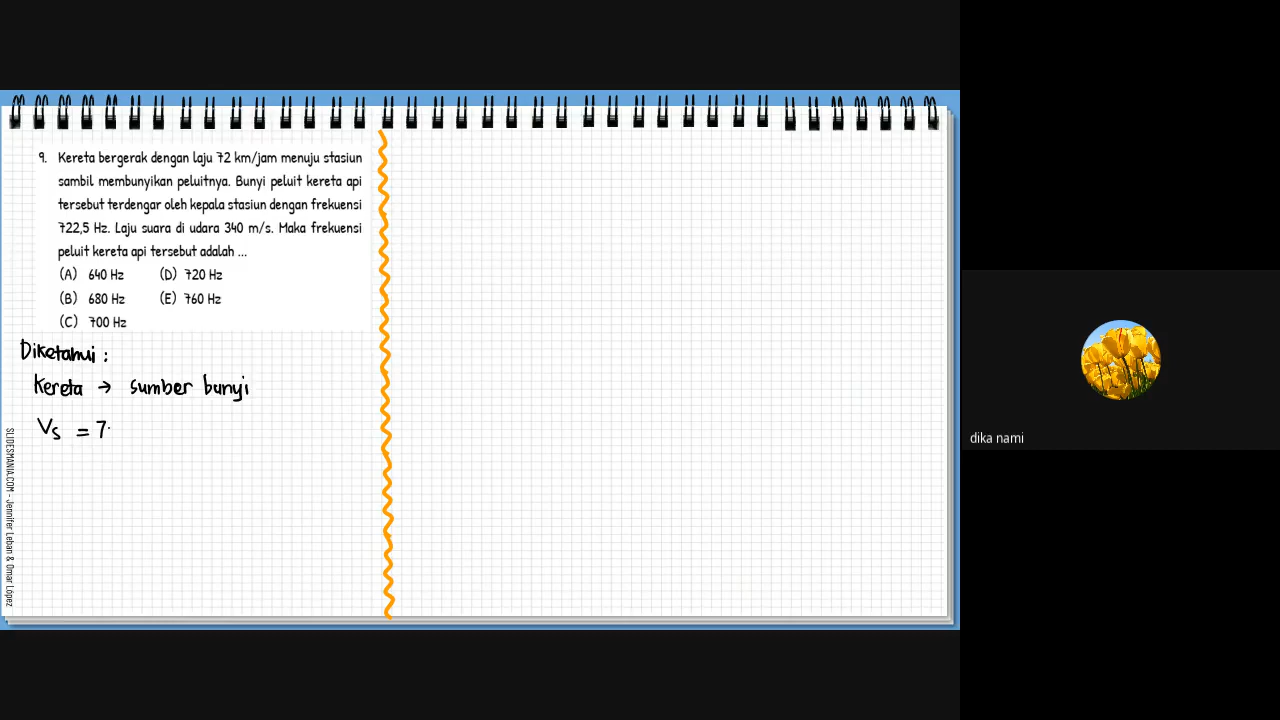 9. Kereta bergerak dengan laju 72 km/jam menuju stasiun
sambil membunyikan peluitnya. Bunyi peluit kereta api
tersebut terdengar oleh kepala stasiun dengan frekuensi
722,5 Hz. Laju suara di udara 340 m/s. Maka frekuensi
peluit kereta api tersebut adalah ...
(A) 640 Hz (D) 720 Hz
(B) 680 Hz (E) 760 Hz
(C) 700 Hz
Diketahui :
Kereta → sumber bunyi
Vs = 7
SLIDESMANIA.COM - Jennifer Leban & Omar López
dika nami